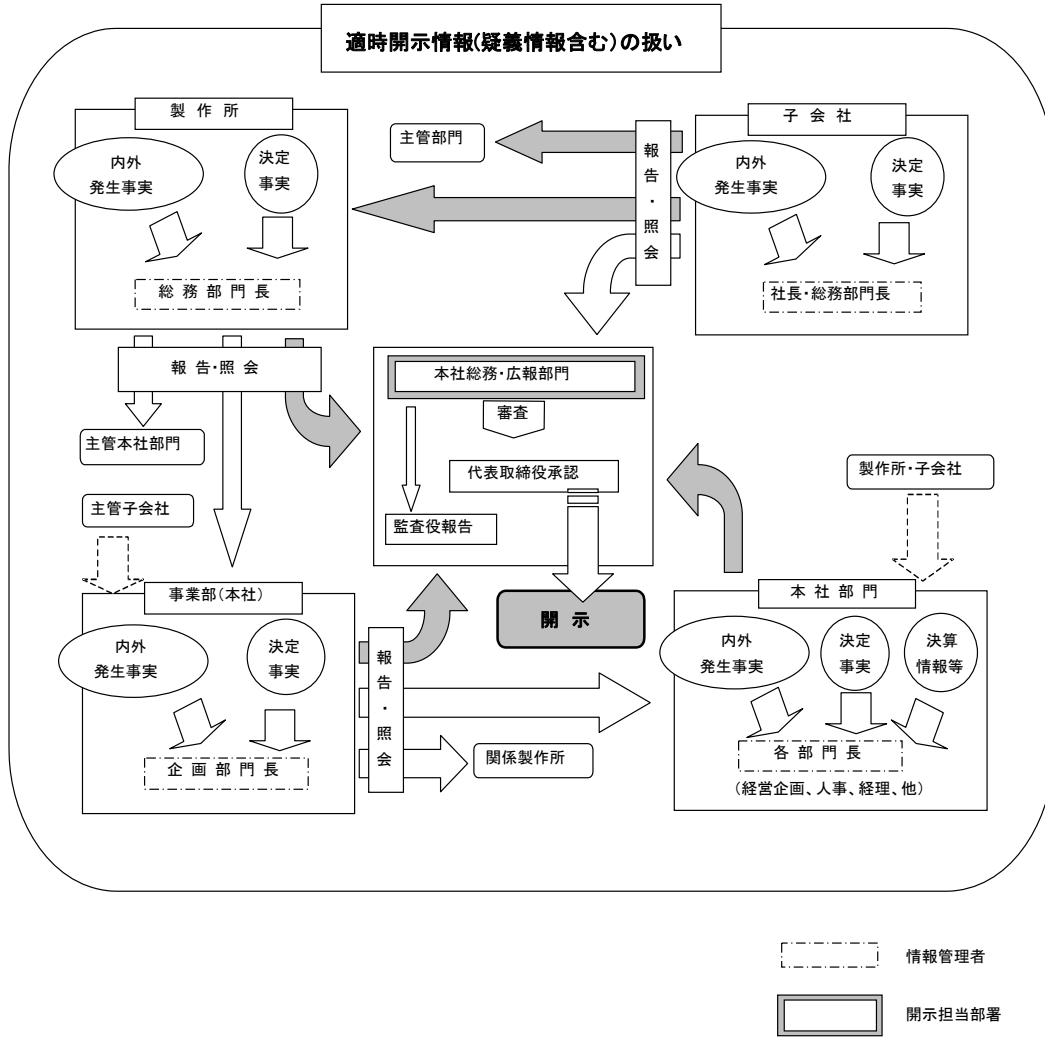 適時開示情報(疑義情報含む)の扱い
製 作 所
内外
発生事実
決定
事実
総 務 部 門 長
主管部門
報告・照会
子 会 社
内外
発生事実
決定
事実
社長・総務部門長
報 告・照 会
主管本社部門
主管子会社
本社総務・広報部門
審査
代表取締役承認
監査役報告
開 示
製作所・子会社
事業部(本社)
内外
発生事実
決定
事実
企 画 部 門 長
報告・照会
関係製作所
本 社 部 門
内外
発生事実
決定
事実
決算
情報等
各 部 門 長
(経営企画、人事、経理、他)
情報管理者
開示担当部署